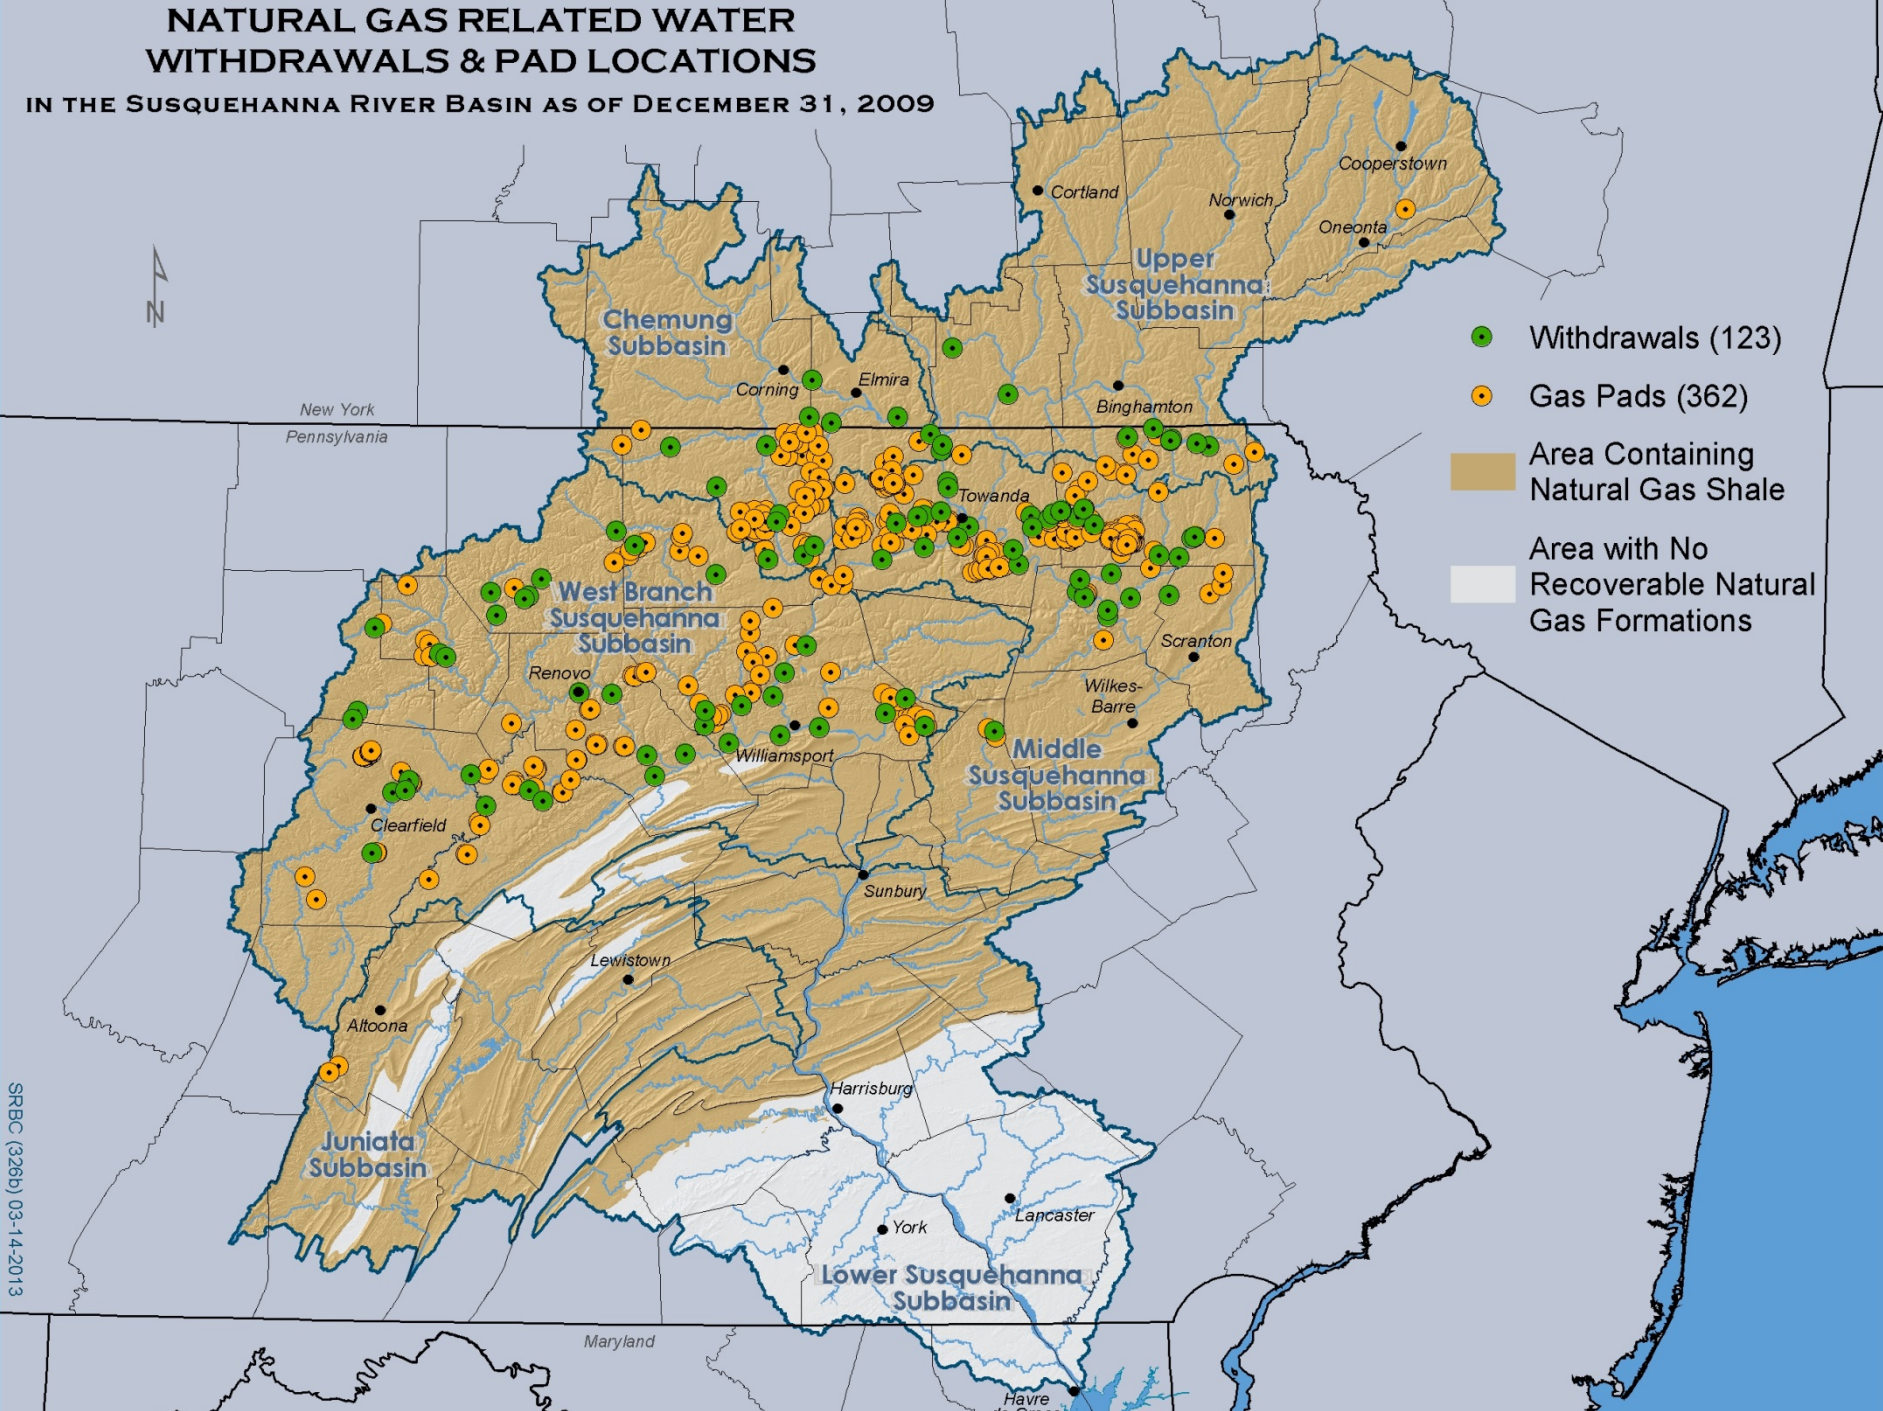 NATURAL GAS RELATED WATER
WITHDRAWALS & PAD LOCATIONS
IN THE SUSQUEHANNA RIVER BASIN AS OF DECEMBER 31, 2009
N
Cooperstown
Cortland
Norwich
Oneonta
Upper
Susquehanna
Subbasin
Chemung
Subbasin
Corning
Elmira
Binghamton
New York
Pennsylvania
Withdrawals (123)
Gas Pads (362)
Area Containing
Natural Gas Shale
Area with No
Recoverable Natural
Gas Formations
Towanda
West Branch
Susquehanna
Subbasin
Scranton
Renovo
Wilkes-
Barre
Williamsport
Middle
Susquehanna
Subbasin
Clearfield
Sunbury
Lewistown
Altoona
Harrisburg
Juniata
Subbasin
Lancaster
York
Lower Susquehanna
Subbasin
Maryland
Havre
SRBC (326b) 03-14-2013